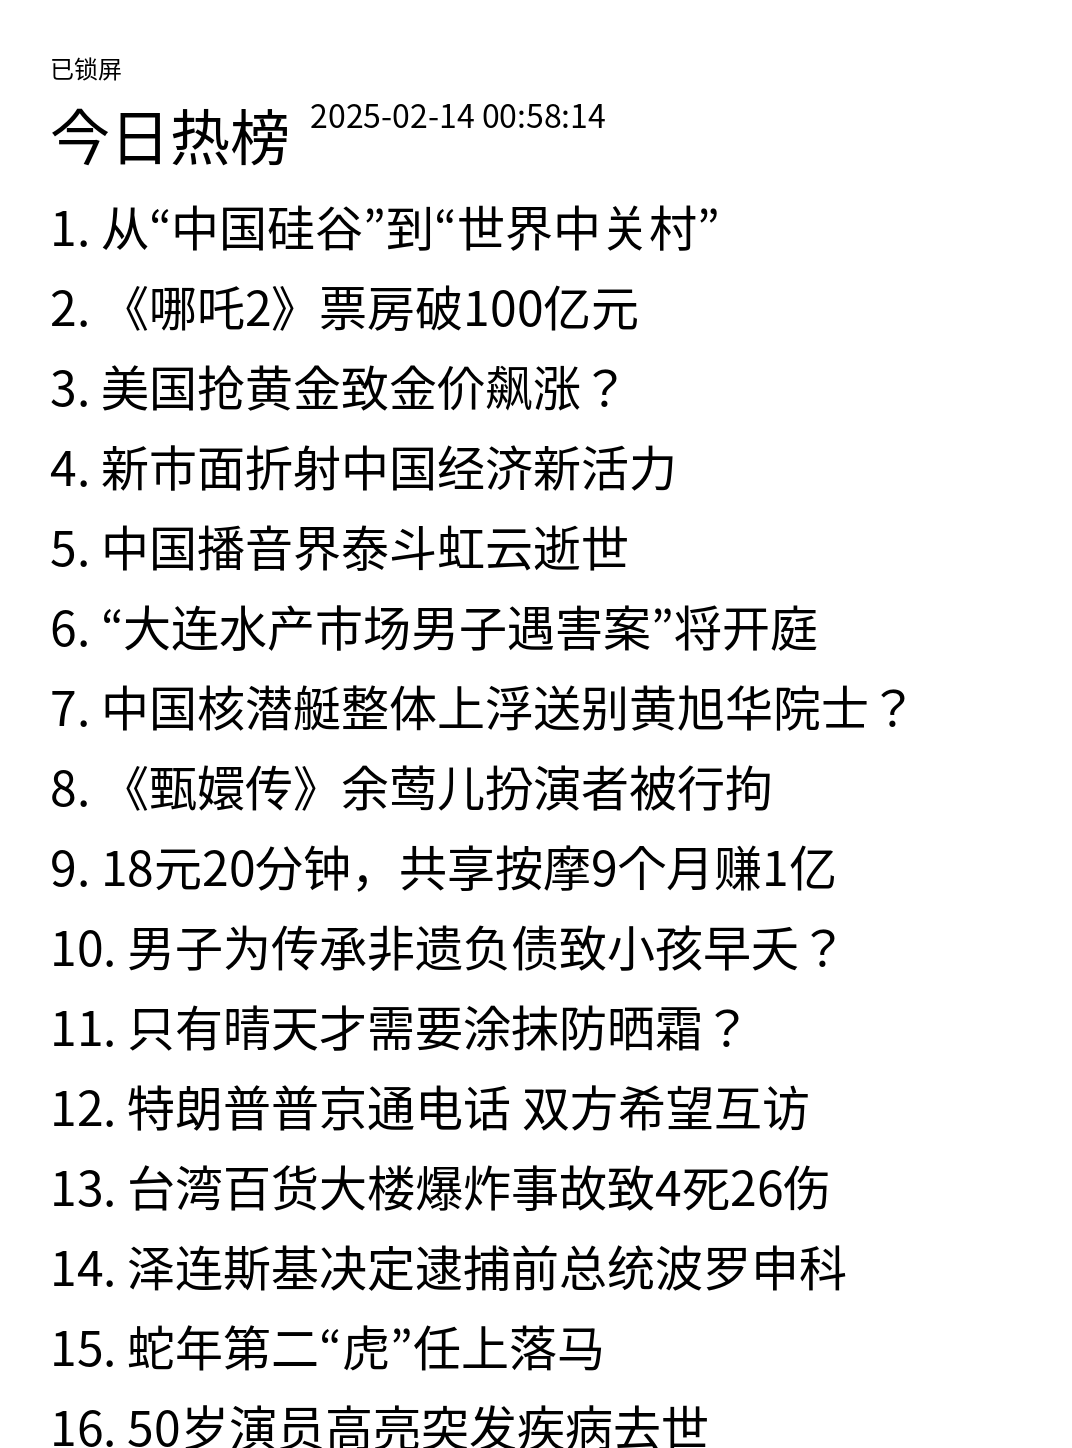 已锁屏
今日热榜 2025-02-14 00:58:14
1. 从“中国硅谷”到“世界中关村”
2. 《哪吒2》票房破100亿元
3. 美国抢黄金致金价飙涨？
4. 新市面折射中国经济新活力
5. 中国播音界泰斗虹云逝世
6. “大连水产市场男子遇害案”将开庭
7. 中国核潜艇整体上浮送别黄旭华院士？
8. 《甄嬛传》余莺儿扮演者被行拘
9. 18元20分钟，共享按摩9个月赚1亿
10. 男子为传承非遗负债致小孩早夭？
11. 只有晴天才需要涂抹防晒霜？
12. 特朗普普京通电话 双方希望互访
13. 台湾百货大楼爆炸事故致4死26伤
14. 泽连斯基决定逮捕前总统波罗申科
15. 蛇年第二“虎”任上落马
16. 50岁演员高亮突发疾病去世